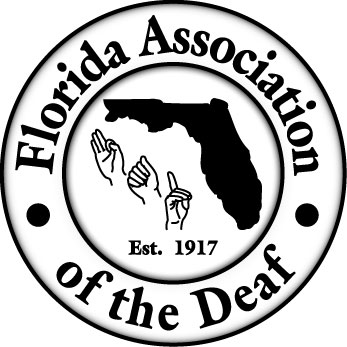 Florida Association
of the Deaf
Est. 1917